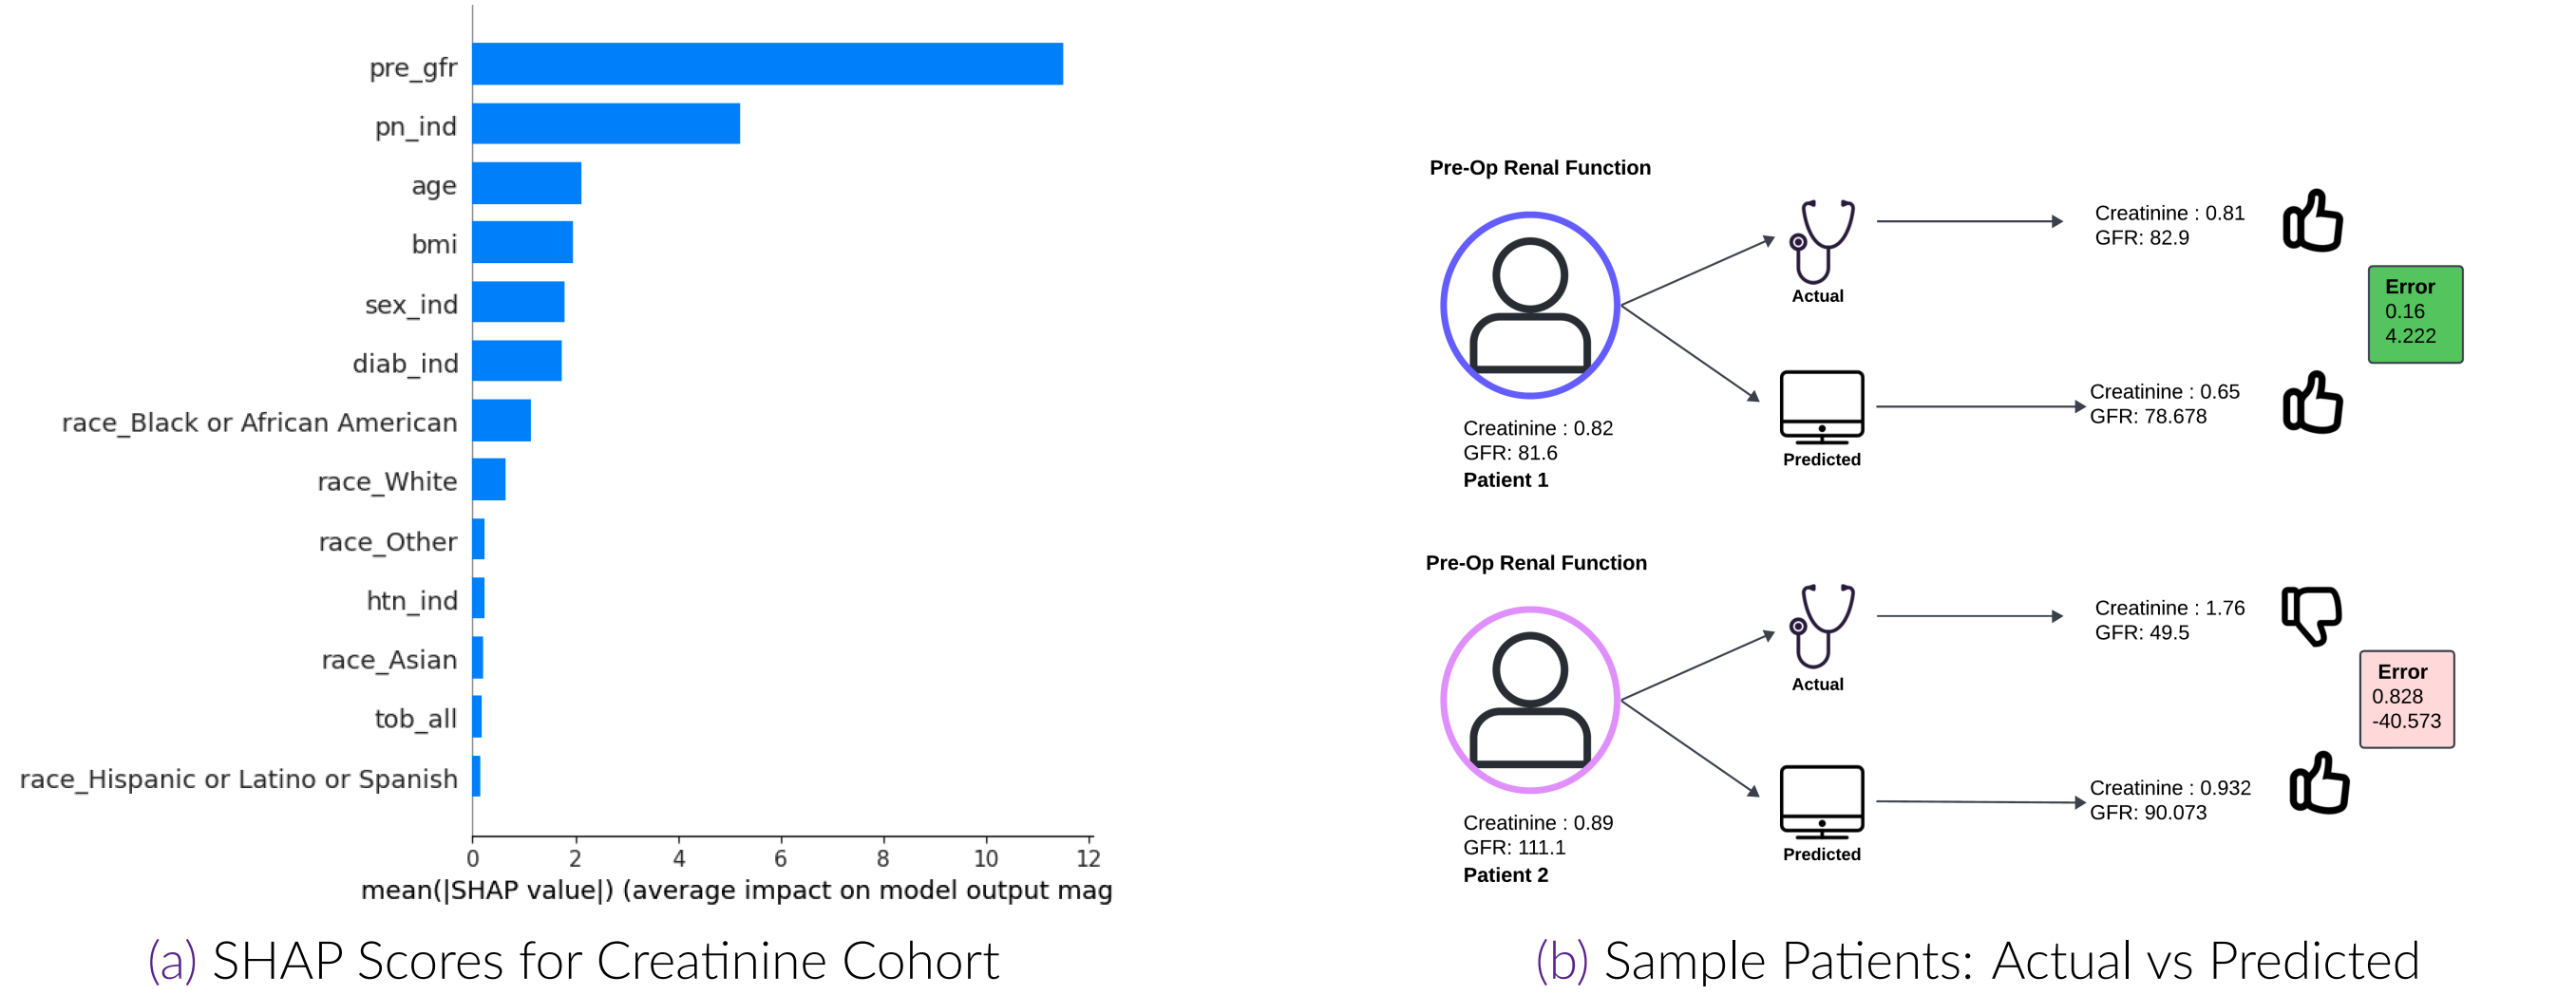 pre_gfr
pn_ind
age
bmi
sex_ind
diab_ind
race_Black or African American
race_White
race_Other
htn_ind
race_Asian
tob_all
race_Hispanic or Latino or Spanish
0 2 4 6 8 10 12
mean(|SHAP value|) (average impact on model output mag
(a) SHAP Scores for Creatinine Cohort
Pre-Op Renal Function
Creatinine : 0.82
GFR: 81.6
Patient 1
Actual
Predicted
Creatinine : 0.81
GFR: 82.9
Creatinine : 0.65
GFR: 78.678
Error
0.16
4.222
Pre-Op Renal Function
Creatinine : 0.89
GFR: 111.1
Patient 2
Actual
Predicted
Creatinine : 1.76
GFR: 49.5
Creatinine : 0.932
GFR: 90.073
Error
0.828
-40.573
(b) Sample Patients: Actual vs Predicted